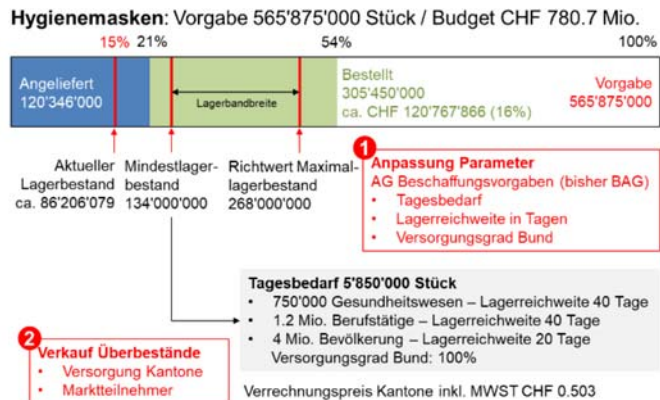 Hygienemasken: Vorgabe 565'875'000 Stück / Budget CHF 780.7 Mio.
15% 21% 54% 100%
Angeliefert
120'346'000
Lagerbandbreite
Bestellt
305'450'000
ca. CHF 120'767'866 (16%)
Vorgabe
565'875'000
Aktueller
Lagerbestand
ca. 86'206'079
Mindestlager-
bestand
134'000'000
Richtwert Maximal-
lagerbestand
268'000'000
1
Anpassung Parameter
AG Beschaffungsvorgaben (bisher BAG)
• Tagesbedarf
• Lagerreichweite in Tagen
• Versorgungsgrad Bund
Tagesbedarf 5'850'000 Stück
• 750'000 Gesundheitswesen – Lagerreichweite 40 Tage
• 1.2 Mio. Berufstätige – Lagerreichweite 40 Tage
• 4 Mio. Bevölkerung – Lagerreichweite 20 Tage
Versorgungsgrad Bund: 100%
2
Verkauf Überbestände
• Versorgung Kantone
• Marktteilnehmer
Verrechnungspreis Kantone inkl. MWST CHF 0.503